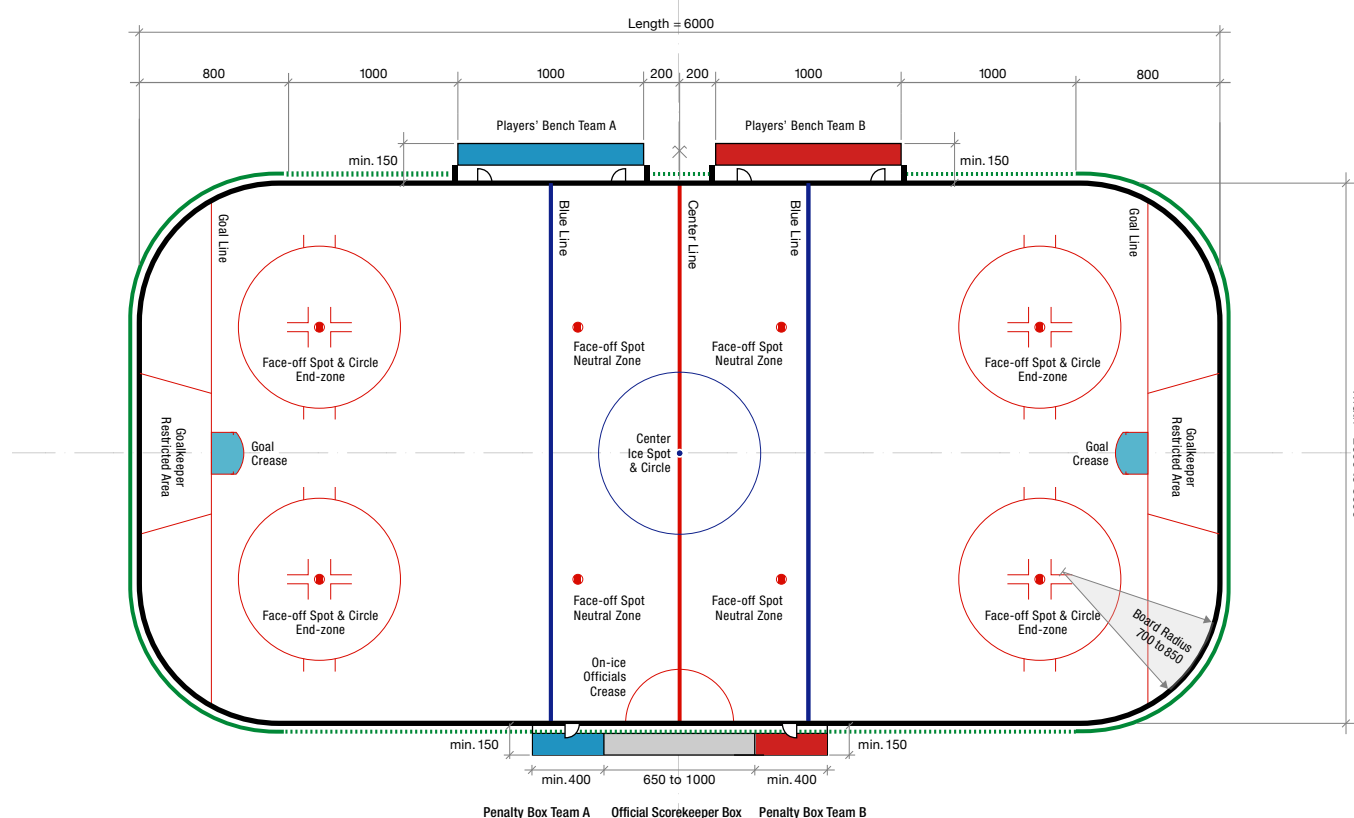 Length = 6000
800
1000
1000
200
200
1000
1000
800
Players’ Bench Team A
Players’ Bench Team B
min. 150
min. 150
Goal Line
Blue Line
Center Line
Blue Line
Goal Line
Face-off Spot & Circle
End-zone
Face-off Spot
Neutral Zone
Face-off Spot
Neutral Zone
Face-off Spot & Circle
End-zone
Goalkeeper
Restricted Area
Goal
Crease
Center
Ice Spot
& Circle
Goal
Crease
Goalkeeper
Restricted Area
Face-off Spot & Circle
End-zone
Face-off Spot
Neutral Zone
Face-off Spot
Neutral Zone
Face-off Spot & Circle
End-zone
Board Radius
700 to 850
On-ice
Officials
Crease
min. 150
min. 150
min. 400
650 to 1000
min. 400
Penalty Box Team A
Official Scorekeeper Box
Penalty Box Team B